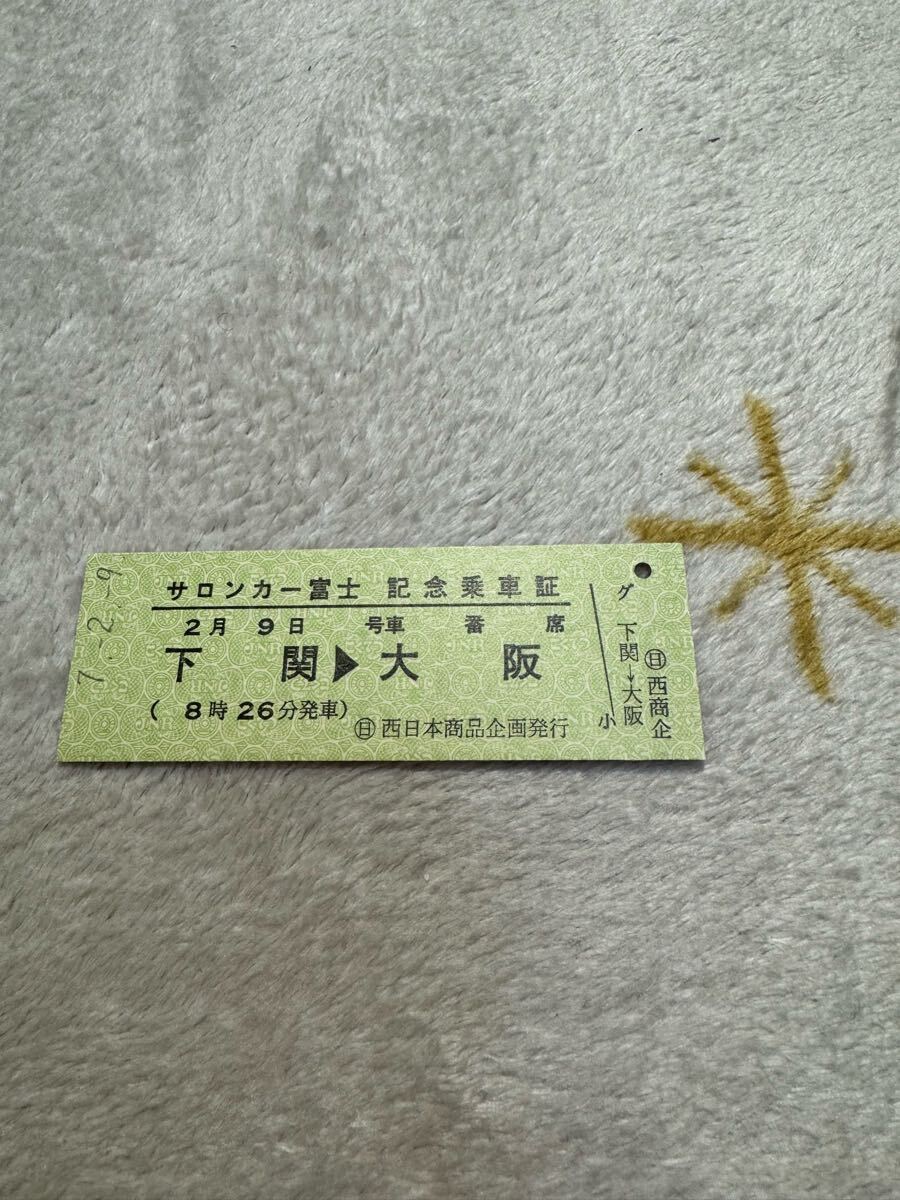 7.2.-9.
サロンカー富士 記念乗車証
2月 9日 号車 番 席
下 関▶大 阪
( 8時26分発車)
㊐西日本商品企画発行
グ
小
下関→大阪
㊐西商企